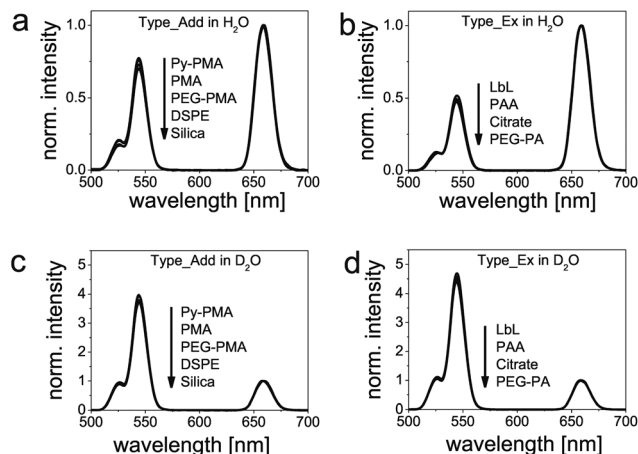 a
Type_Add in H₂O
norm. intensity
1.0
0.5
0.0
Py-PMA
PMA
PEG-PMA
DSPE
Silica
500 550 600 650 700
wavelength [nm]
b
Type_Ex in H₂O
norm. intensity
1.0
0.5
0.0
LbL
PAA
Citrate
PEG-PA
500 550 600 650 700
wavelength [nm]
c
Type_Add in D₂O
norm. intensity
5
4
3
2
1
0
Py-PMA
PMA
PEG-PMA
DSPE
Silica
500 550 600 650 700
wavelength [nm]
d
Type_Ex in D₂O
norm. intensity
5
4
3
2
1
0
LbL
PAA
Citrate
PEG-PA
500 550 600 650 700
wavelength [nm]